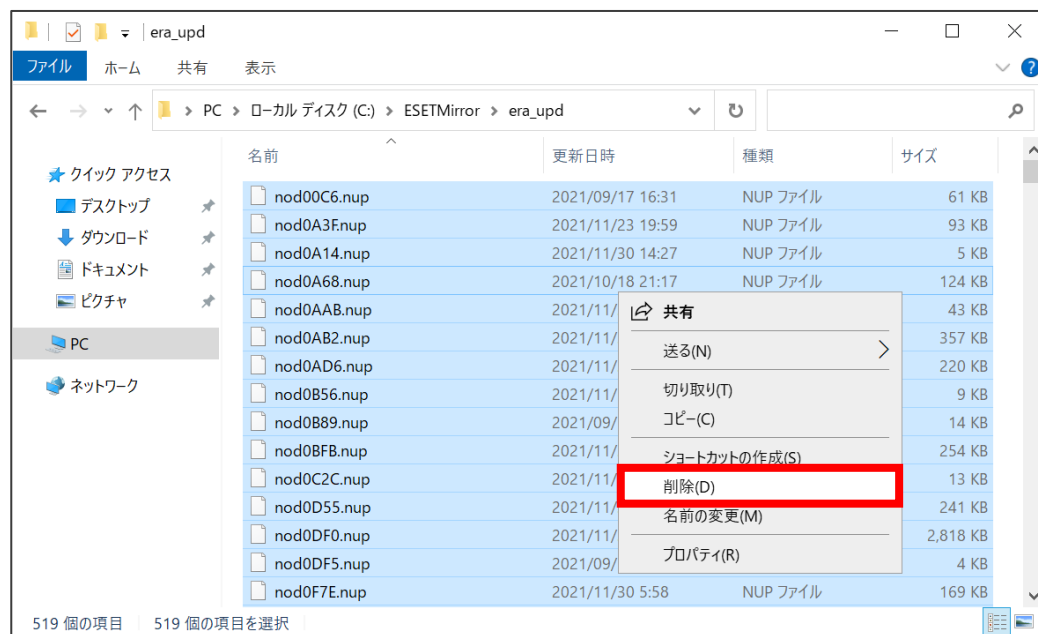 era_upd
ファイル ホーム 共有 表示
PC > ローカル ディスク (C:) > ESETMirror > era_upd
名前 更新日時 種類 サイズ
クイック アクセス
デスクトップ
ダウンロード
ドキュメント
ピクチャ
PC
ネットワーク
nod00C6.nup 2021/09/17 16:31 NUP ファイル 61 KB
nod0A3F.nup 2021/11/23 19:59 NUP ファイル 93 KB
nod0A14.nup 2021/11/30 14:27 NUP ファイル 5 KB
nod0A68.nup 2021/10/18 21:17 NUP ファイル 124 KB
nod0AAB.nup 2021/11/ 43 KB
nod0AB2.nup 2021/11/ 357 KB
nod0AD6.nup 2021/11/ 220 KB
nod0B56.nup 2021/11/ 9 KB
nod0B89.nup 2021/09/ 14 KB
nod0BFB.nup 2021/11/ 254 KB
nod0C2C.nup 2021/11/ 13 KB
nod0D55.nup 2021/11/ 241 KB
nod0DF0.nup 2021/11/ 2,818 KB
nod0DF5.nup 2021/09/ 4 KB
nod0F7E.nup 2021/11/30 5:58 NUP ファイル 169 KB
共有
送る(N)
切り取り(T)
コピー(C)
ショートカットの作成(S)
削除(D)
名前の変更(M)
プロパティ(R)
519 個の項目 519 個の項目を選択